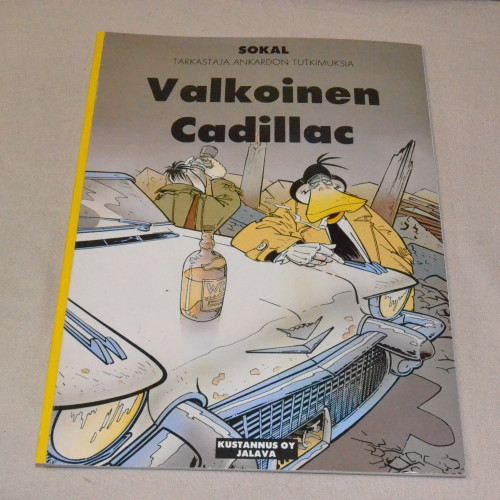 SOKAL
TARKASTAJA ANKARDON TUTKIMUKSIA
Valkoinen
Cadillac
KUSTANNUS OY
JALAVA